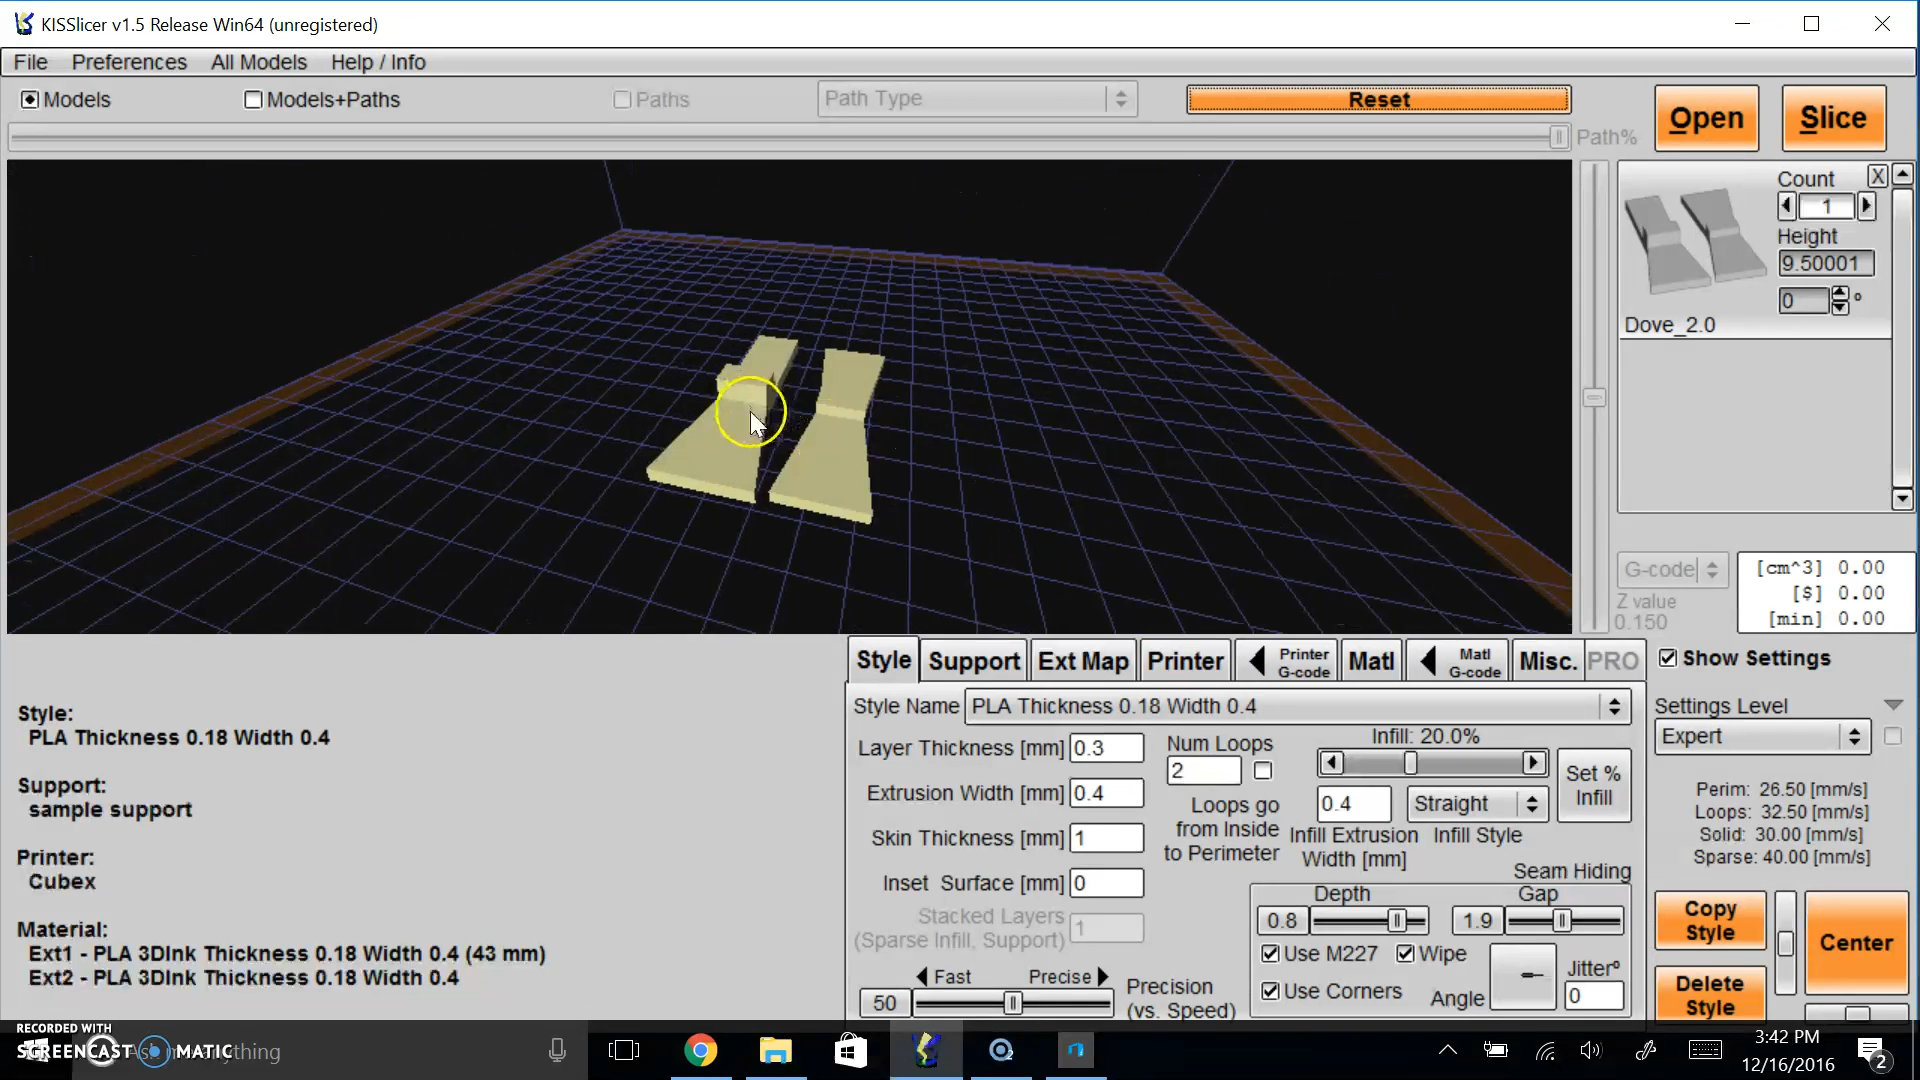 KISSlicer v1.5 Release Win64 (unregistered)
File Preferences All Models Help / Info
Models Models+Paths Paths Path Type Reset
Open Slice
Path%
Count
X
1
Height
9.50001
0 °
Dove_2.0
G-code
Z value
0.150
[cm^3] 0.00
[$] 0.00
[min] 0.00
Style Support Ext Map Printer Printer G-code Matl Matl G-code Misc. PRO
Show Settings
Style Name PLA Thickness 0.18 Width 0.4
Layer Thickness [mm] 0.3
Extrusion Width [mm] 0.4
Skin Thickness [mm] 1
Inset Surface [mm] 0
Stacked Layers
(Sparse Infill, Support) 1
Fast Precise
50
Precision
(vs. Speed)
Num Loops
2
Loops go
from Inside
to Perimeter
Infill: 20.0%
0.4 Straight
Set %
Infill
Infill Extrusion
Width [mm]
Infill Style
Seam Hiding
Depth Gap
0.8 1.9
Use M227 Wipe
Use Corners
Angle
Jitter°
0
Settings Level
Expert
Perim: 26.50 [mm/s]
Loops: 32.50 [mm/s]
Solid: 30.00 [mm/s]
Sparse: 40.00 [mm/s]
Copy
Style
Center
Delete
Style
Style:
PLA Thickness 0.18 Width 0.4
Support:
sample support
Printer:
Cubex
Material:
Ext1 - PLA 3DInk Thickness 0.18 Width 0.4 (43 mm)
Ext2 - PLA 3DInk Thickness 0.18 Width 0.4
RECORDED WITH
SCREENCAST MATIC
Ask me anything
3:42 PM
12/16/2016
2